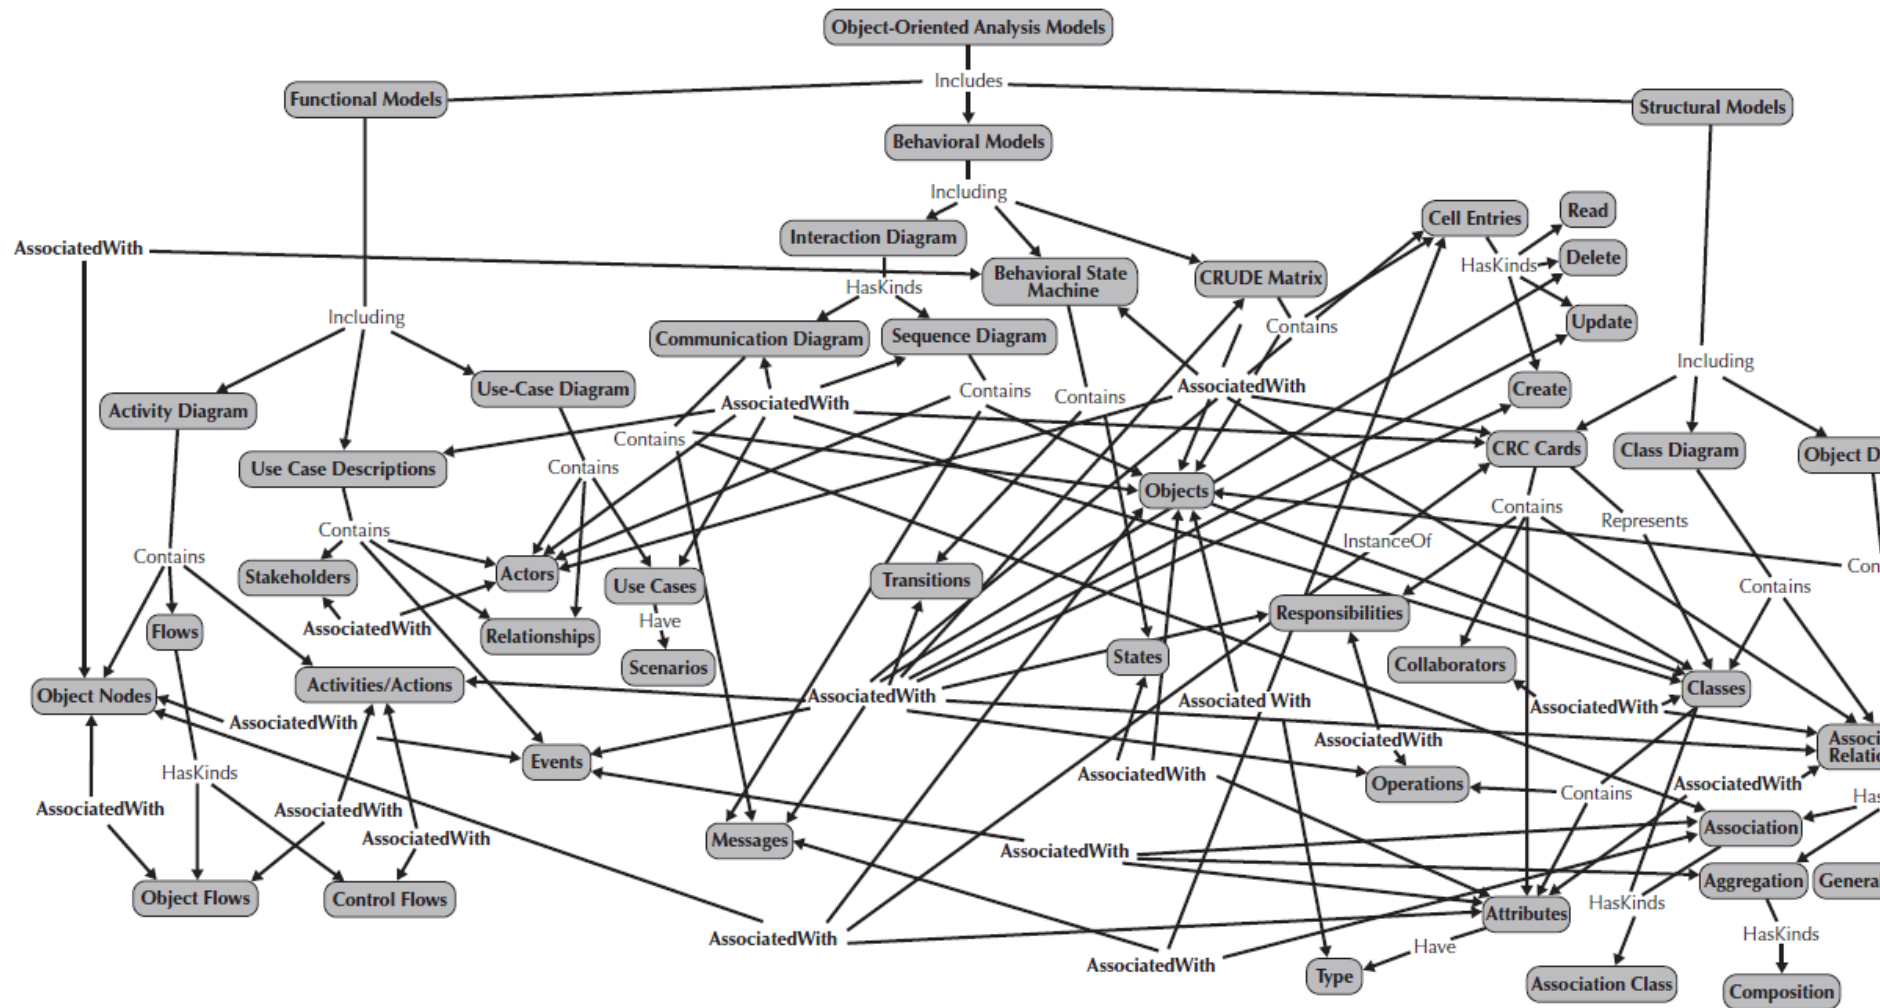 Object-Oriented Analysis Models
Includes
Functional Models
Structural Models
Behavioral Models
Including
Cell Entries
Read
Interaction Diagram
AssociatedWith
HasKinds
Delete
Behavioral State
Machine
CRUDE Matrix
HasKinds
Including
Communication Diagram
Sequence Diagram
Contains
Update
Including
Use-Case Diagram
Contains
Contains
AssociatedWith
Create
Activity Diagram
AssociatedWith
Contains
CRC Cards
Class Diagram
Object D
Use Case Descriptions
Contains
Objects
Contains
Represents
Contains
InstanceOf
Contains
Stakeholders
Actors
Use Cases
Transitions
Contains
Con
Flows
AssociatedWith
Relationships
Have
Responsibilities
Scenarios
States
Collaborators
Object Nodes
Activities/Actions
AssociatedWith
Associated With
AssociatedWith
Classes
AssociatedWith
Events
AssociatedWith
Associ
Relatio
HasKinds
AssociatedWith
Operations
Contains
AssociatedWith
Has
AssociatedWith
AssociatedWith
AssociatedWith
Messages
AssociatedWith
Association
Object Flows
Control Flows
Aggregation
Genera
Attributes
HasKinds
AssociatedWith
Have
HasKinds
AssociatedWith
Type
Association Class
Composition